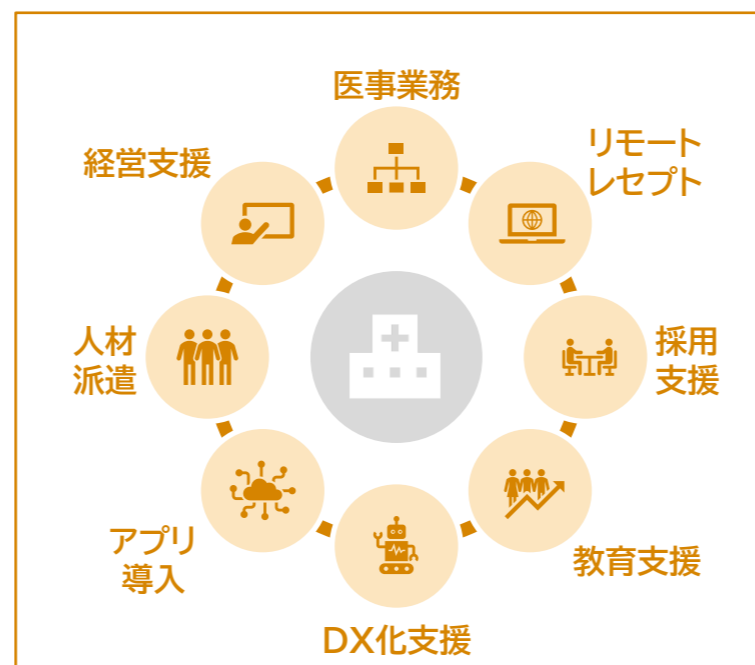 医事業務
リモート
レセプト
採用
支援
教育支援
DX化支援
アプリ
導入
人材
派遣
経営支援